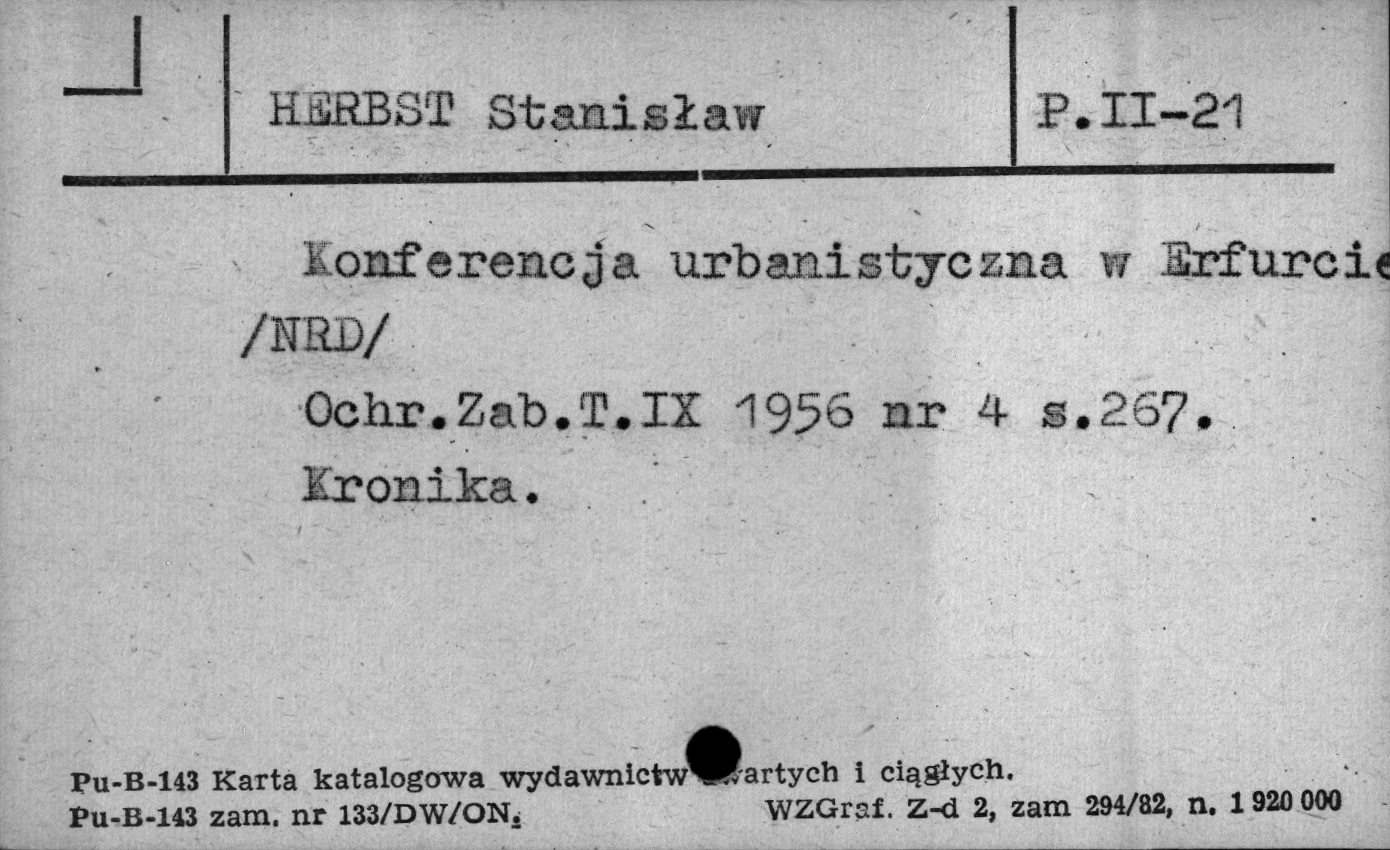 HERBST Stanisław
P.II-21
Konferencja urbanistyczna w Erfurcie
/NRD/
Ochr.Zab.T.IX 1956 nr 4 s.267.
Kronika.
Pu-B-143 Karta katalogowa wydawnictw i ciągłych.
Pu-B-143 zam. nr 133/DW/ON.
WZGraf. Z-d 2, zam 294/82, n. 1 920 000